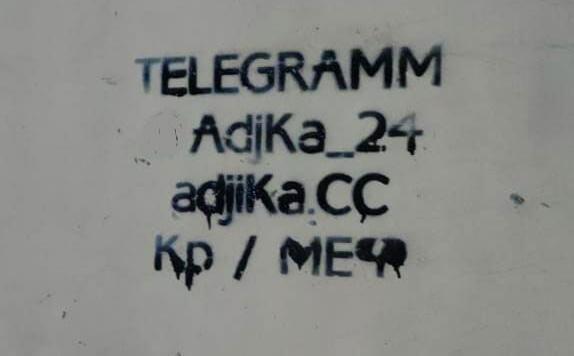 TELEGRAMM
AdjKa_24
adjiKa.CC
Кр / МЕФ